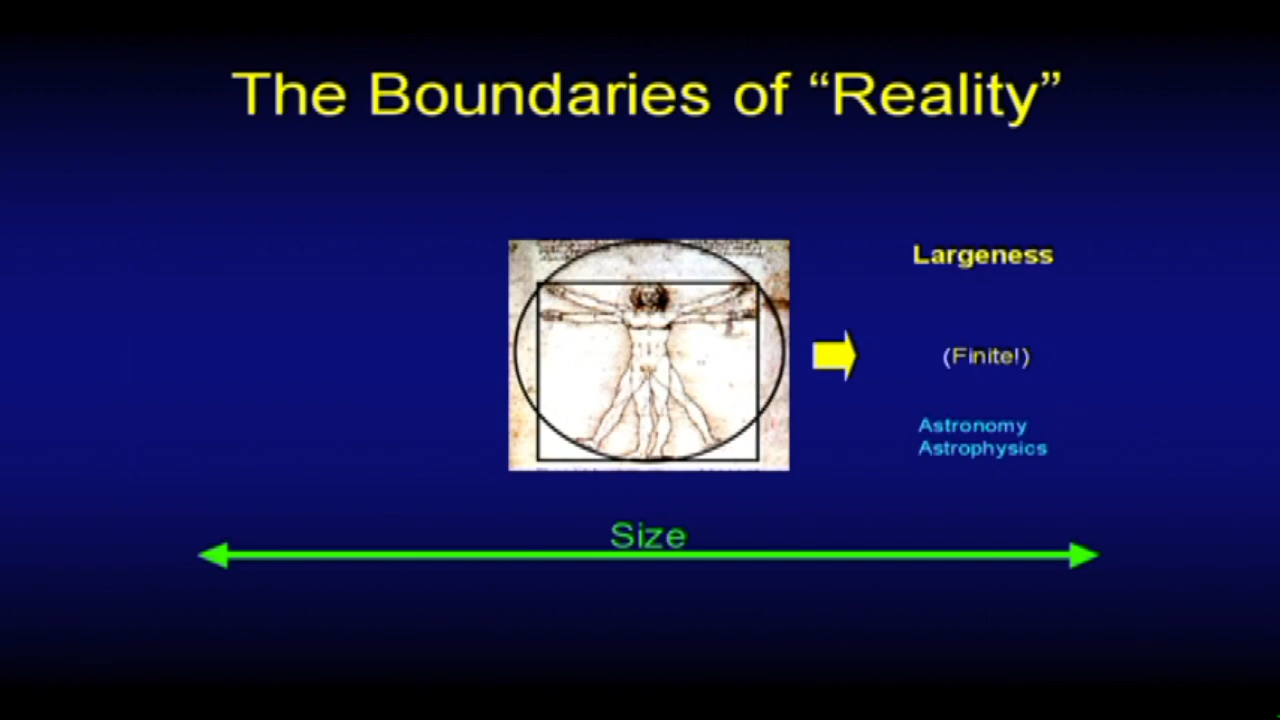 The Boundaries of “Reality”
Largeness
(Finite!)
Astronomy
Astrophysics
Size